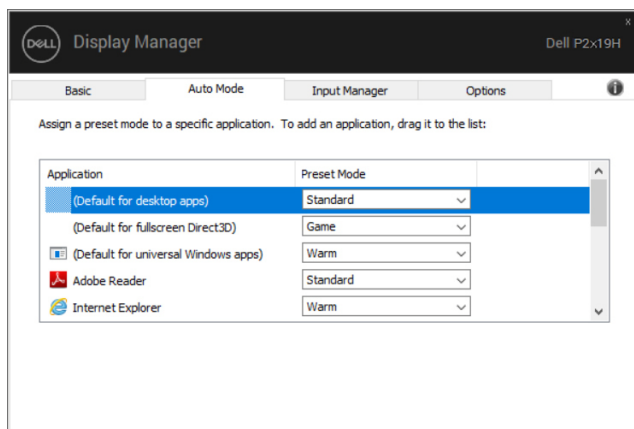 DELL Display Manager
x
Dell P2x19H
Basic Auto Mode Input Manager Options
Assign a preset mode to a specific application. To add an application, drag it to the list:
Application Preset Mode
(Default for desktop apps) Standard
(Default for fullscreen Direct3D) Game
(Default for universal Windows apps) Warm
Adobe Reader Standard
Internet Explorer Warm